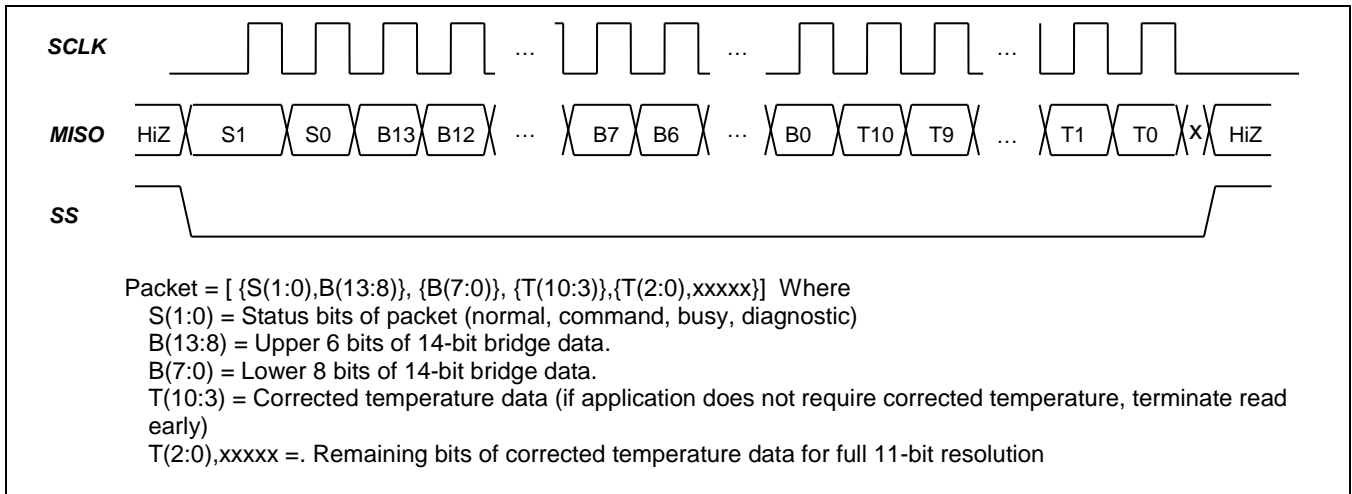 SCLK … … …
MISO HiZ S1 S0 B13 B12 … B7 B6 … B0 T10 T9 … T1 T0 x HiZ
SS
Packet = [ {S(1:0),B(13:8)}, {B(7:0)}, {T(10:3)},{T(2:0),xxxxx}] Where
S(1:0) = Status bits of packet (normal, command, busy, diagnostic)
B(13:8) = Upper 6 bits of 14-bit bridge data.
B(7:0) = Lower 8 bits of 14-bit bridge data.
T(10:3) = Corrected temperature data (if application does not require corrected temperature, terminate read
early)
T(2:0),xxxxx =. Remaining bits of corrected temperature data for full 11-bit resolution